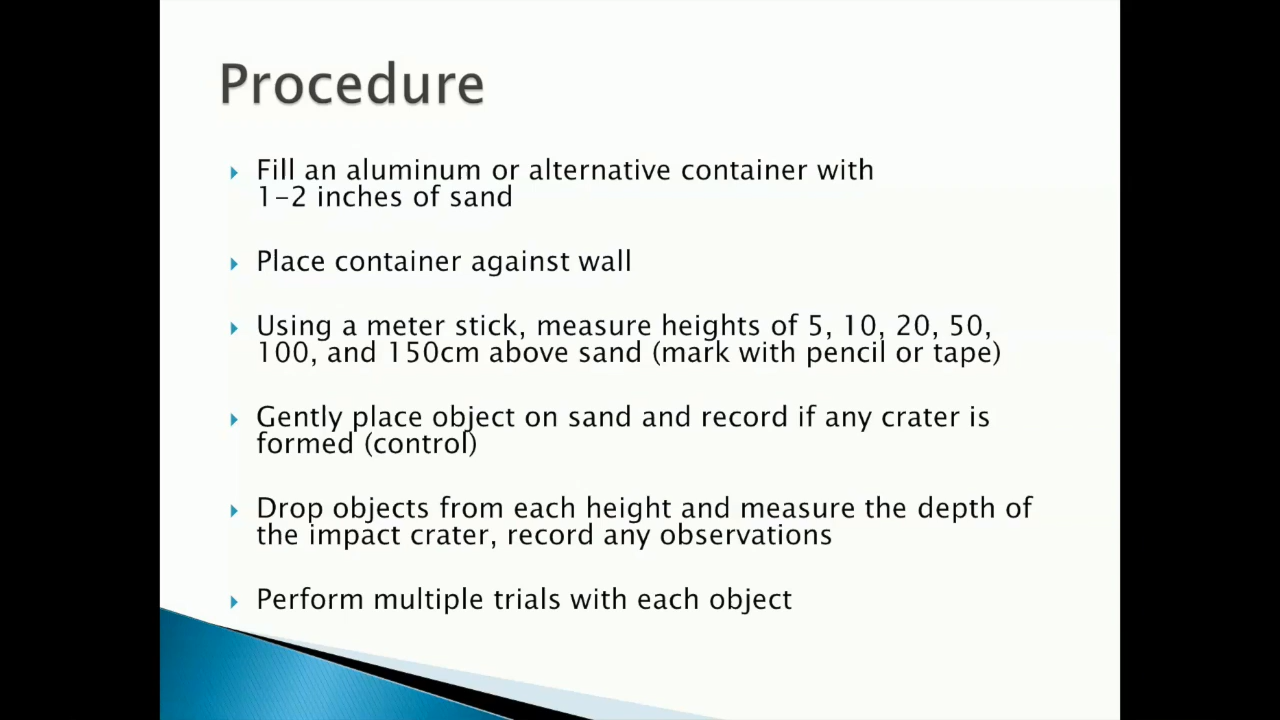 Procedure
Fill an aluminum or alternative container with
1-2 inches of sand
Place container against wall
Using a meter stick, measure heights of 5, 10, 20, 50,
100, and 150cm above sand (mark with pencil or tape)
Gently place object on sand and record if any crater is
formed (control)
Drop objects from each height and measure the depth of
the impact crater, record any observations
Perform multiple trials with each object